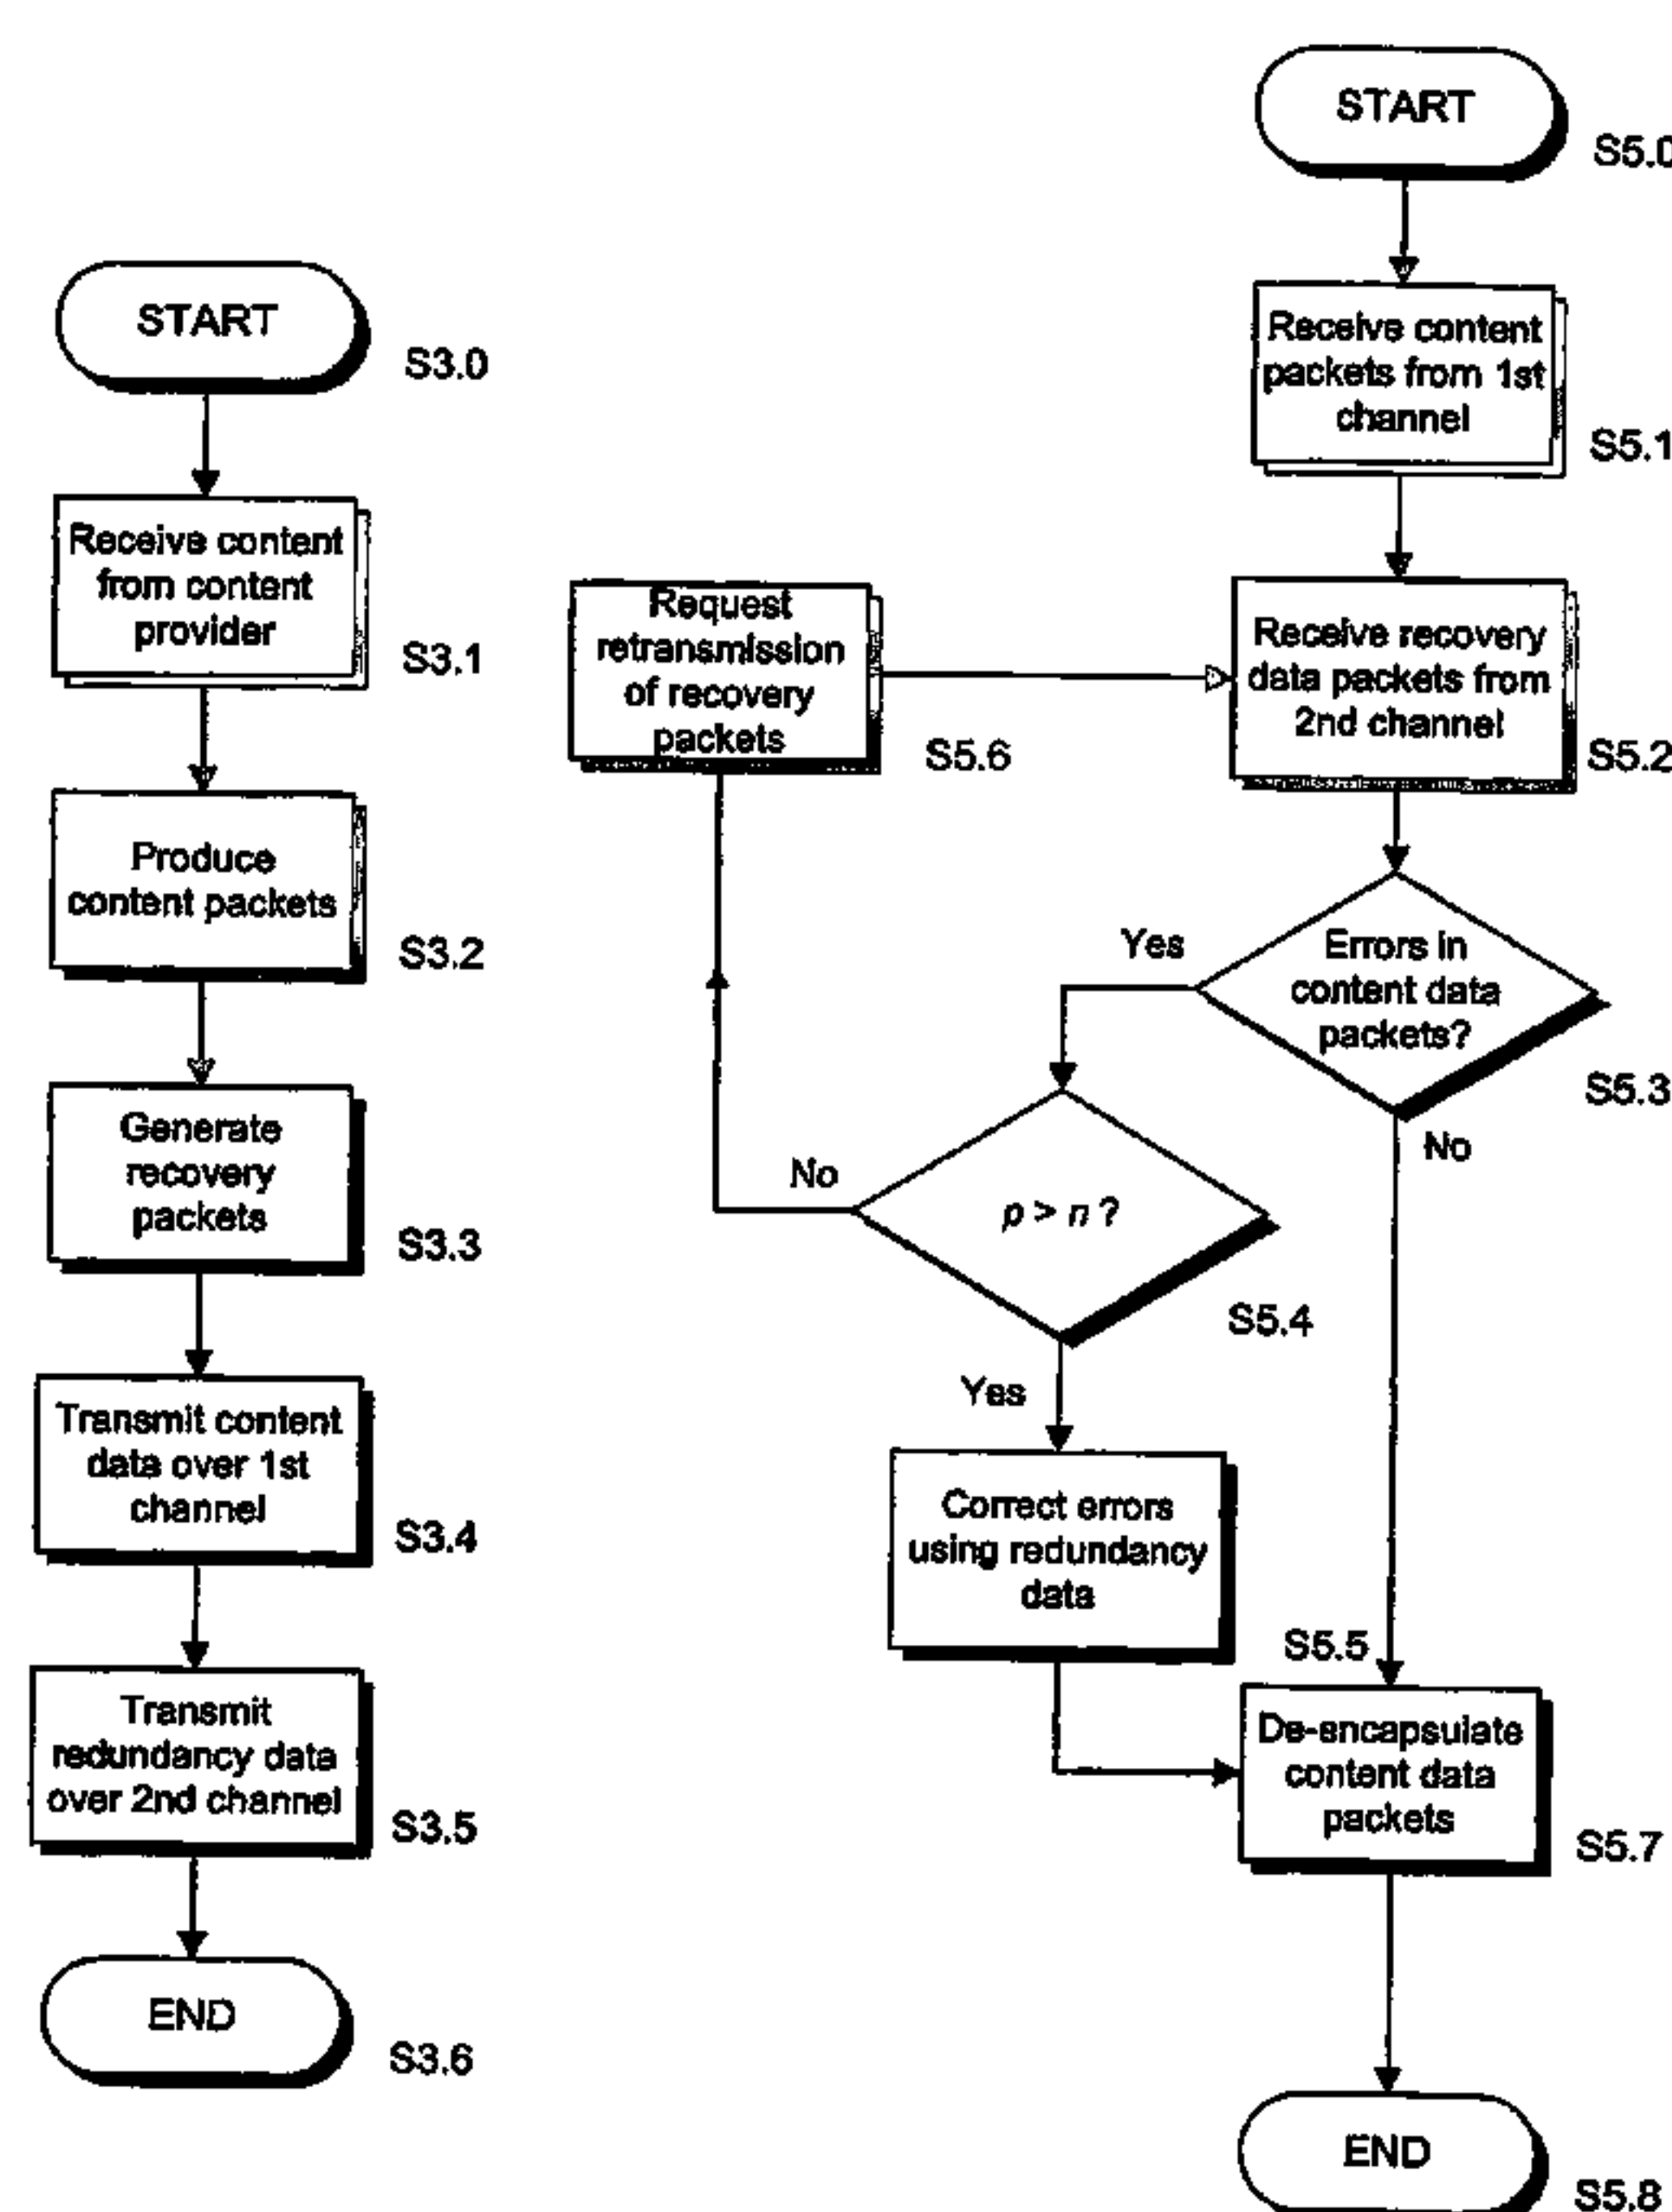 START
S3.0
Receive content
from content
provider
S3.1
Produce
content packets
S3.2
Generate
recovery
packets
S3.3
Transmit content
data over 1st
channel
S3.4
Transmit
redundancy data
over 2nd channel
S3.5
END
S3.6
START
S5.0
Receive content
packets from 1st
channel
S5.1
Receive recovery
data packets from
2nd channel
S5.2
Request
retransmission
of recovery
packets
S5.6
Errors in
content data
packets?
S5.3
Yes
No
p > n ?
S5.4
No
Yes
Correct errors
using redundancy
data
S5.5
De-encapsulate
content data
packets
S5.7
END
S5.8